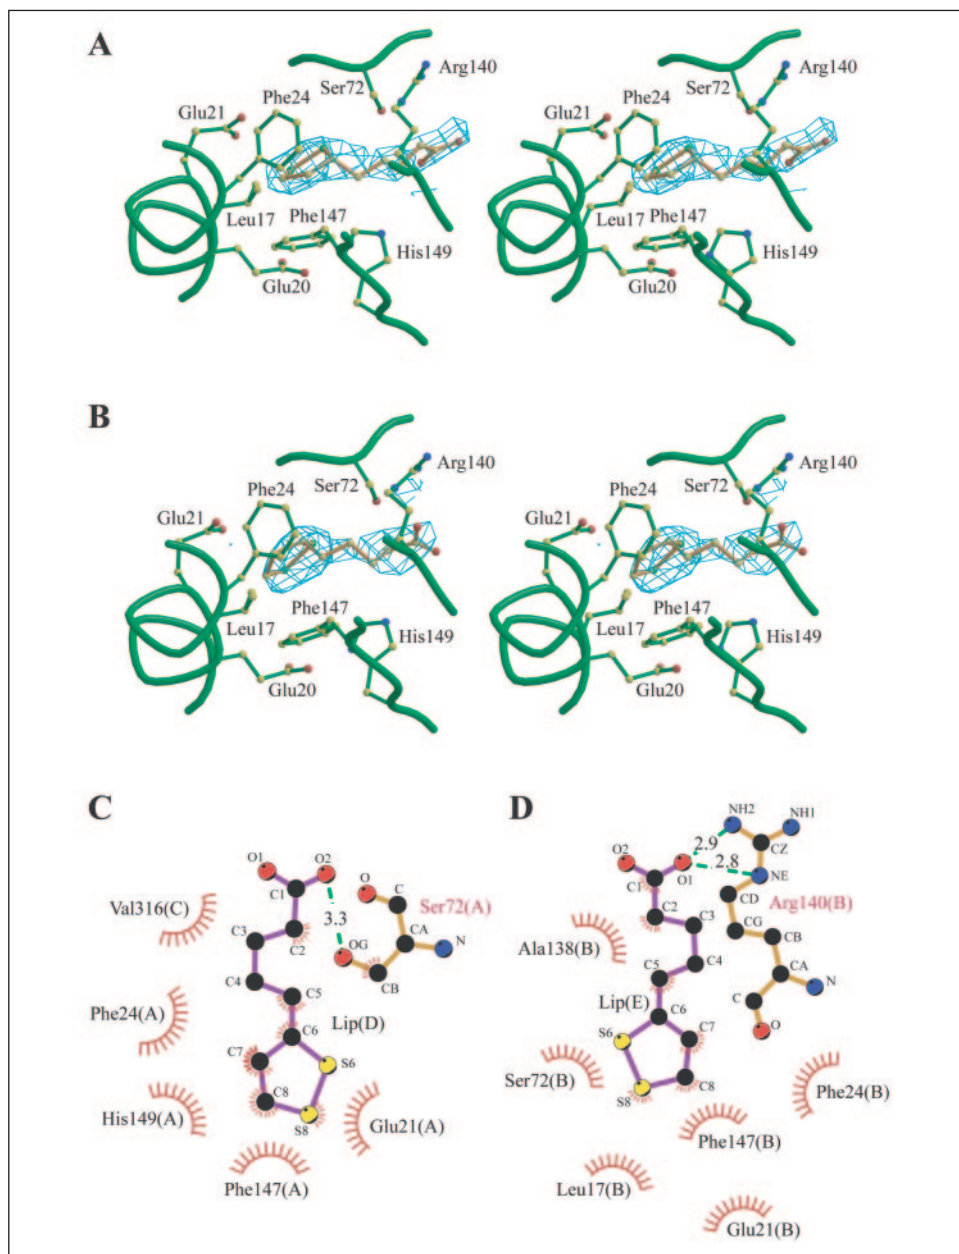 A
Ser72
Arg140
Phe24
Glu21
Leu17
Phe147
His149
Glu20
Ser72
Arg140
Phe24
Glu21
Leu17
Phe147
His149
Glu20
B
Ser72
Arg140
Phe24
Glu21
Phe147
Leu17
His149
Glu20
Ser72
Arg140
Phe24
Glu21
Phe147
Leu17
His149
Glu20
C
O1
O2
C1
O
C
Ser72(A)
Val316(C)
3.3
C3
C2
CA
N
OG
C4
CB
C5
Phe24(A)
Lip(D)
C6
C7
S6
C8
His149(A)
S8
Glu21(A)
Phe147(A)
D
NH2
NH1
2.9
CZ
O2
2.8
O1
NE
C1
CD
Arg140(B)
C2
C3
CG
CB
Ala138(B)
C4
C5
CA
N
Lip(E)
C6
C
C7
O
S6
Ser72(B)
C8
S8
Phe24(B)
Phe147(B)
Leu17(B)
Glu21(B)